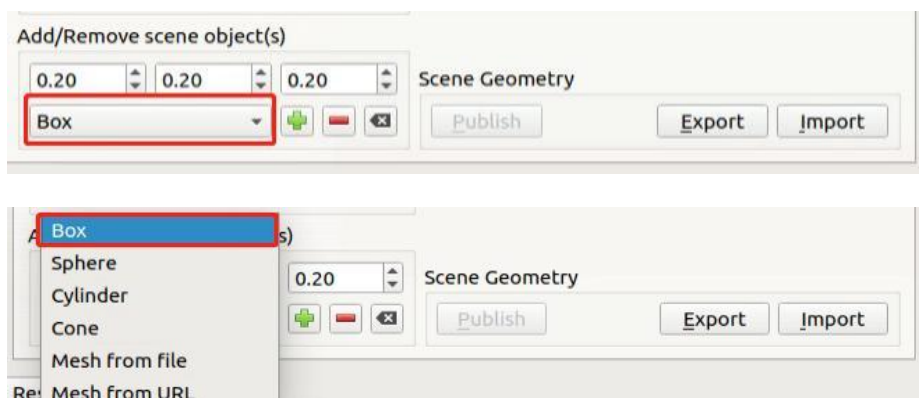 Add/Remove scene object(s)
0.20 0.20 0.20 Scene Geometry
Box Publish Export Import
Box
s)
Sphere
0.20 Scene Geometry
Cylinder
Cone Publish Export Import
Mesh from file
Mesh from URL